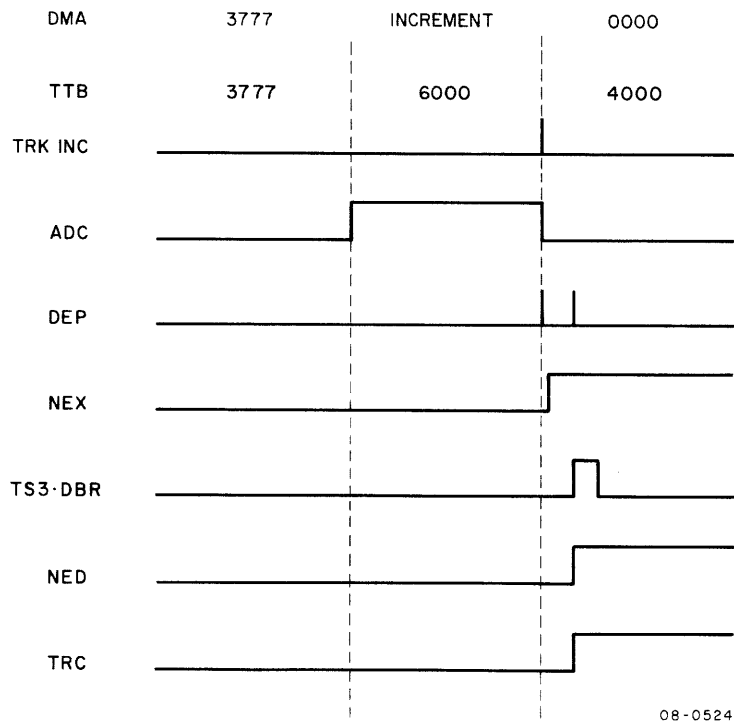 DMA 3777 INCREMENT 0000
TTB 3777 6000 4000
TRK INC
ADC
DEP
NEX
TS3·DBR
NED
TRC
08-0524